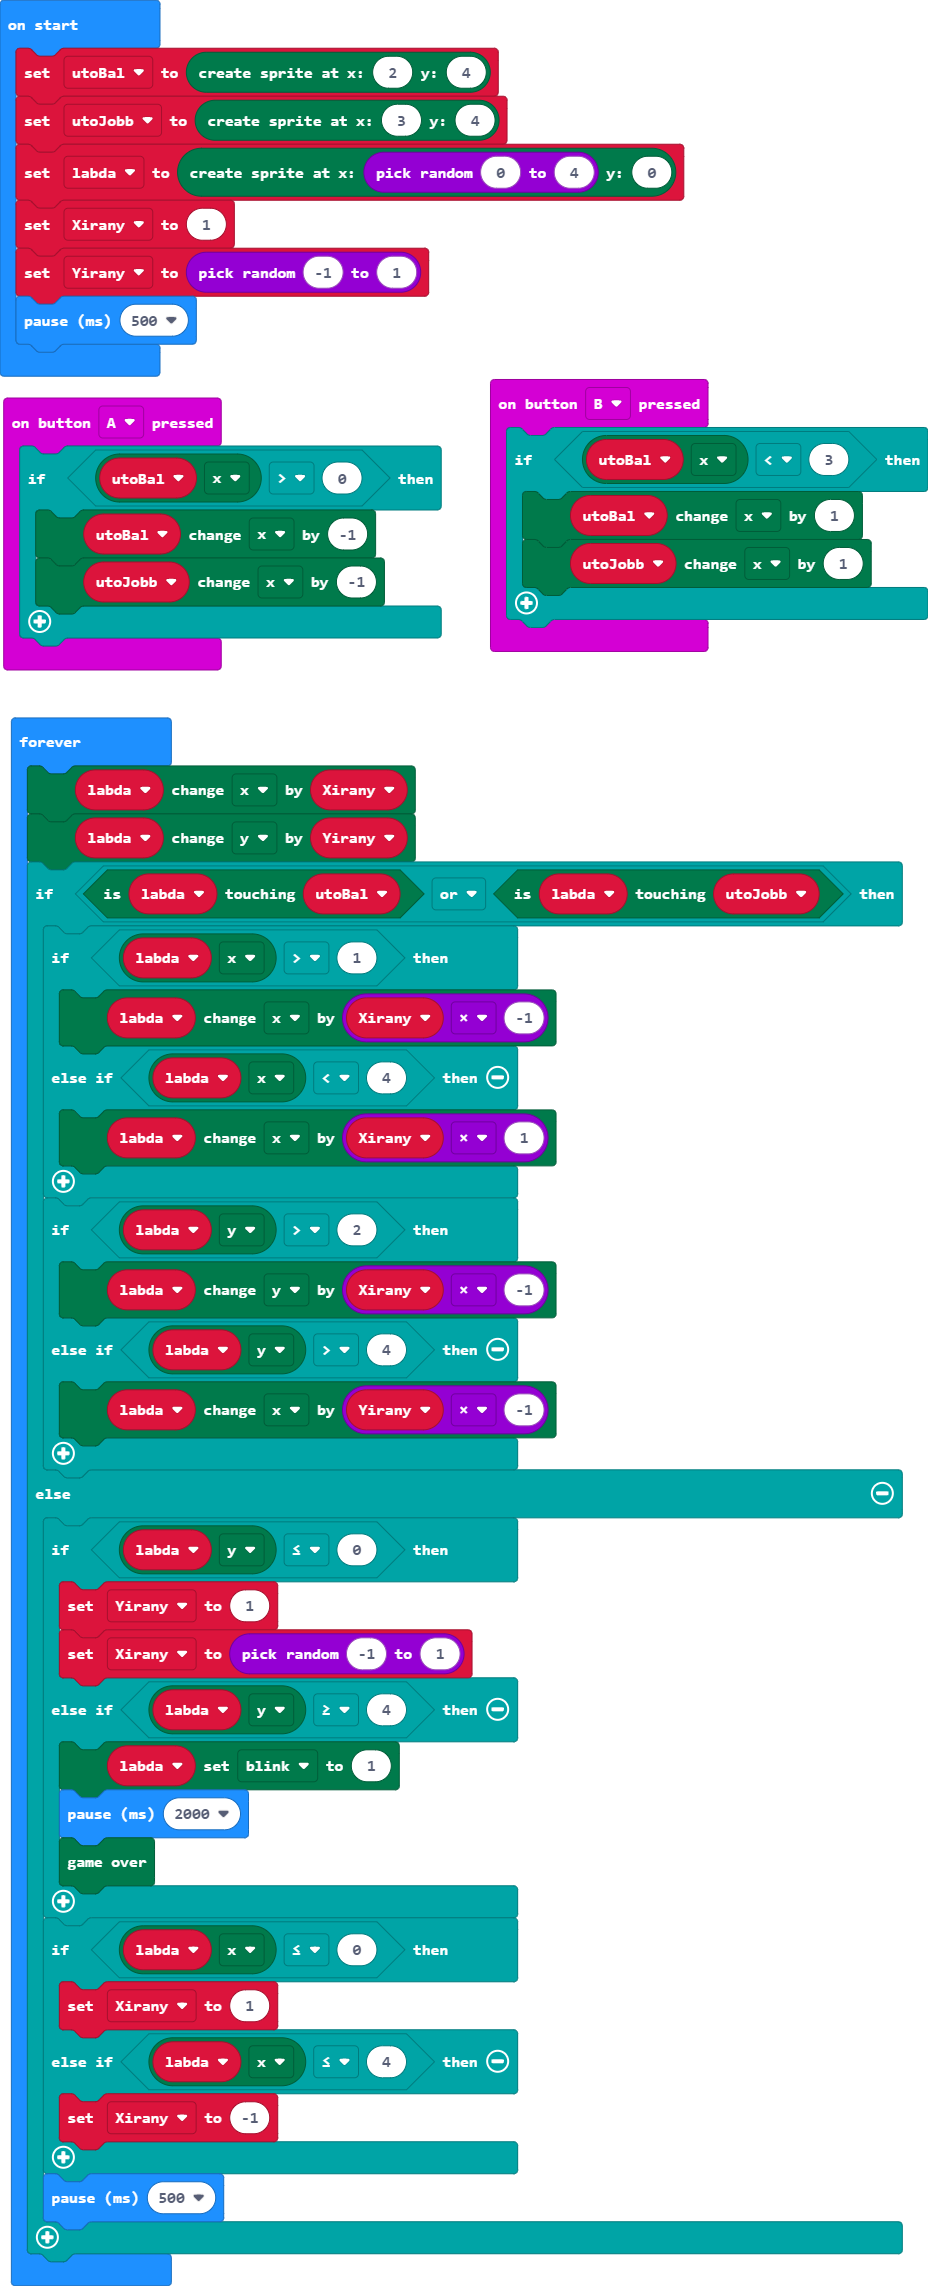 on start
set utoBal to create sprite at x: 2 y: 4
set utoJobb to create sprite at x: 3 y: 4
set labda to create sprite at x: pick random 0 to 4 y: 0
set Xirany to 1
set Yirany to pick random -1 to 1
pause (ms) 500
on button A pressed
if utoBal x > 0 then
utoBal change x by -1
utoJobb change x by -1
on button B pressed
if utoBal x < 3 then
utoBal change x by 1
utoJobb change x by 1
forever
labda change x by Xirany
labda change y by Yirany
if is labda touching utoBal or is labda touching utoJobb then
if labda x > 1 then
labda change x by Xirany × -1
else if labda x < 4 then
labda change x by Xirany × 1
if labda y > 2 then
labda change y by Xirany × -1
else if labda y > 4 then
labda change x by Yirany × -1
else
if labda y ≤ 0 then
set Yirany to 1
set Xirany to pick random -1 to 1
else if labda y ≥ 4 then
labda set blink to 1
pause (ms) 2000
game over
if labda x ≤ 0 then
set Xirany to 1
else if labda x ≤ 4 then
set Xirany to -1
pause (ms) 500